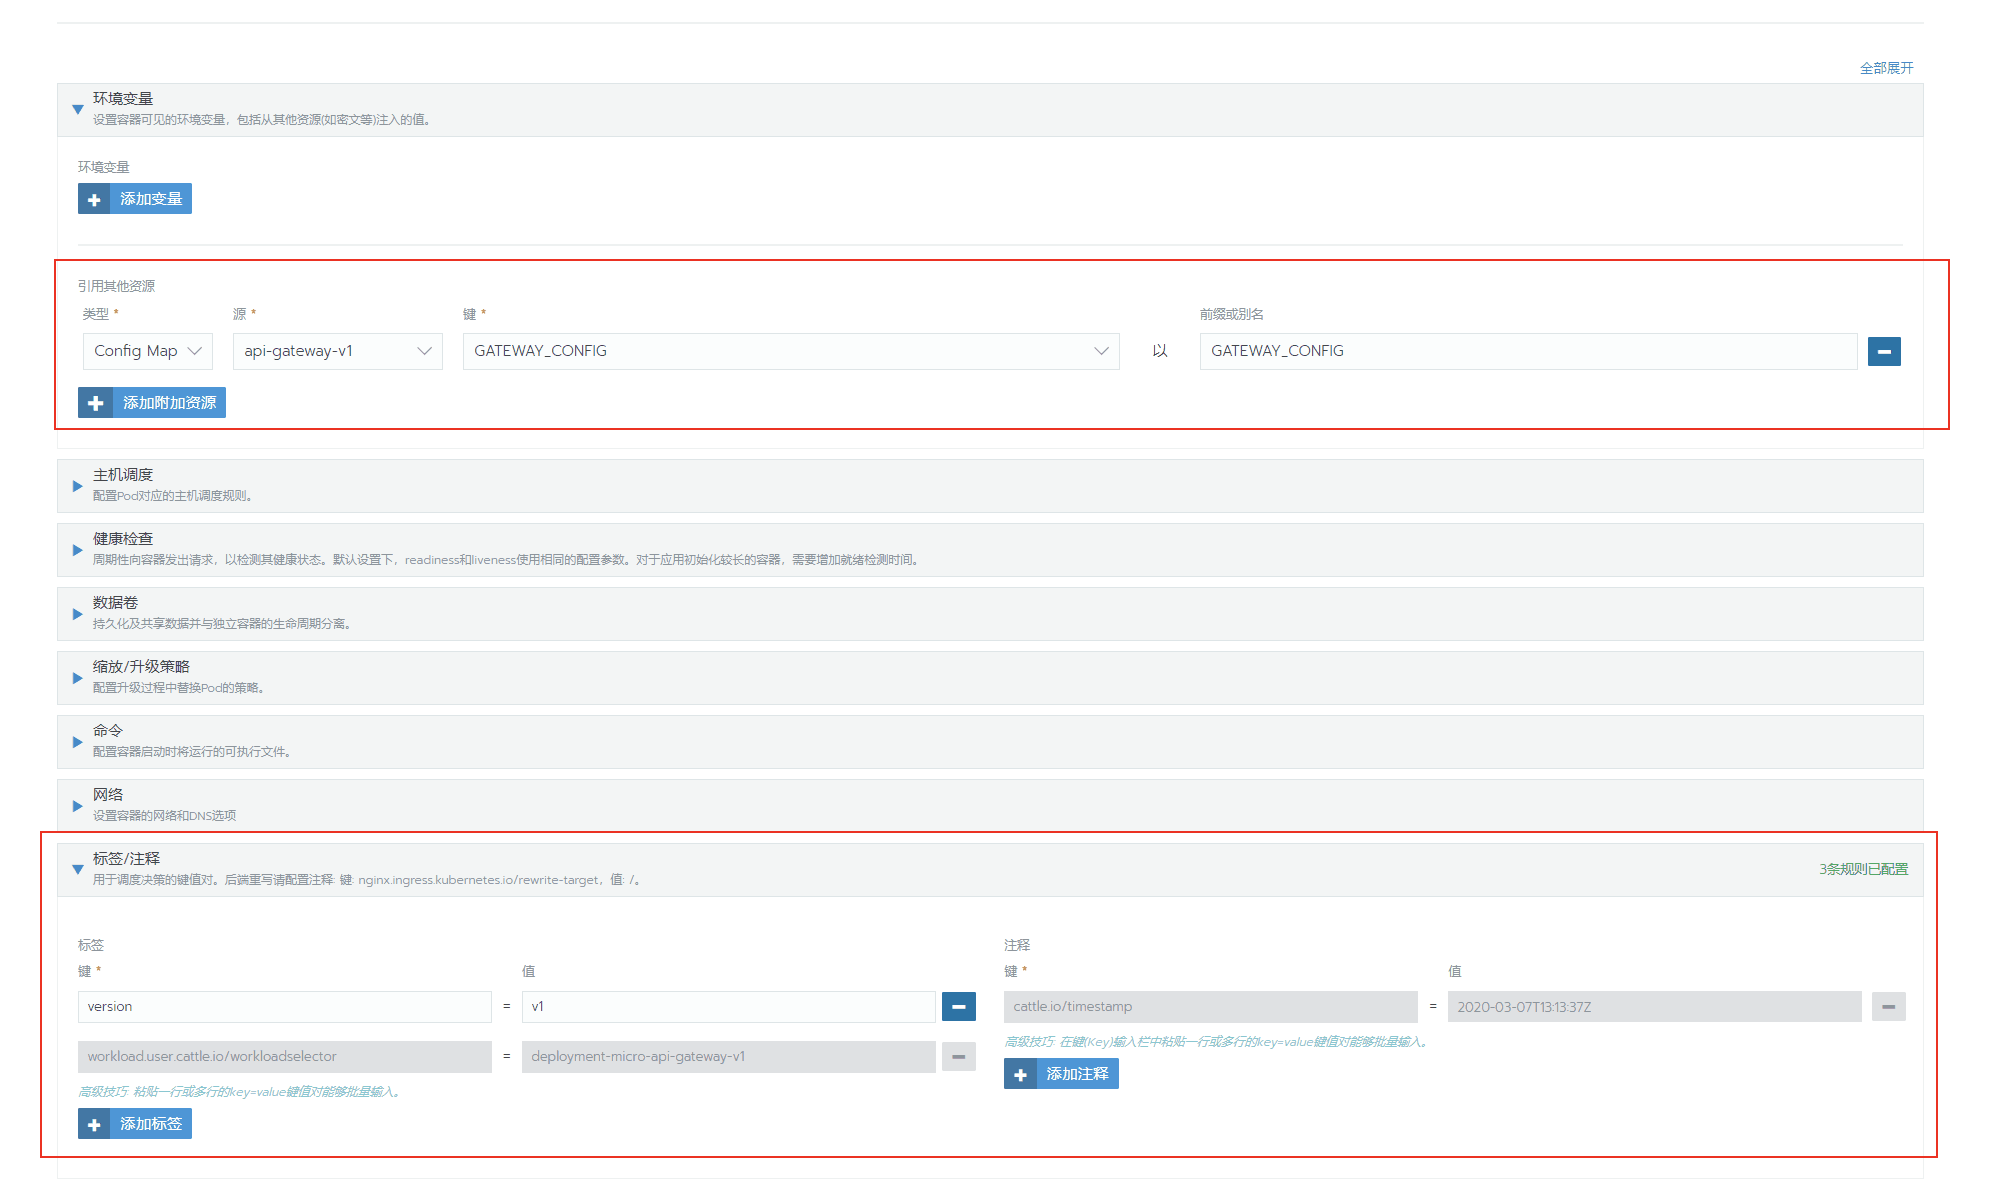 全部展开
环境变量
设置容器可见的环境变量，包括从其他资源(如密文等)注入的值。
环境变量
添加变量
引用其他资源
类型 * 源 * 键 * 前缀或别名
Config Map api-gateway-v1 GATEWAY_CONFIG 以 GATEWAY_CONFIG
添加附加资源
主机调度
配置Pod对应的主机调度规则。
健康检查
周期性向容器发出请求，以检测其健康状态。默认设置下，readiness和liveness使用相同的配置参数。对于应用初始化较长的容器，需要增加就绪检测时间。
数据卷
持久化及共享数据并与独立容器的生命周期分离。
缩放/升级策略
配置升级过程中替换Pod的策略。
命令
配置容器启动时将运行的可执行文件。
网络
设置容器的网络和DNS选项
标签/注释
用于调度决策的键值对。后端重写请配置注释: 键: nginx.ingress.kubernetes.io/rewrite-target，值: /。
3条规则已配置
标签
键 * 值
version = v1
workload.user.cattle.io/workloadselector = deployment-micro-api-gateway-v1
高级技巧: 粘贴一行或多行的key=value键值对能够批量输入。
添加标签
注释
键 * 值
cattle.io/timestamp = 2020-03-07T13:13:37Z
高级技巧: 在键(Key)输入栏中粘贴一行或多行的key=value键值对能够批量输入。
添加注释